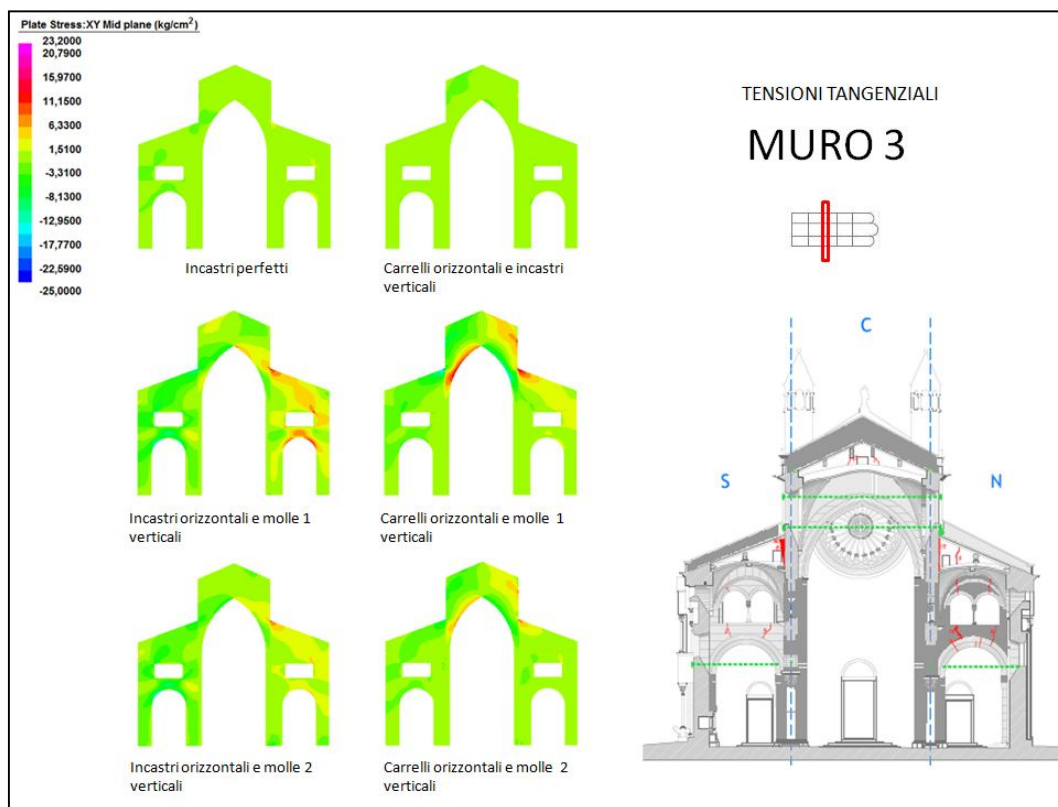 Plate Stress:XY Mid plane (kg/cm²)
23,2000
20,7900
15,9700
11,1500
6,3300
1,5100
-3,3100
-8,1300
-12,9500
-17,7700
-22,5900
-25,0000
Incastri perfetti
Carrelli orizzontali e incastri
verticali
Incastri orizzontali e molle 1
verticali
Carrelli orizzontali e molle 1
verticali
Incastri orizzontali e molle 2
verticali
Carrelli orizzontali e molle 2
verticali
TENSIONI TANGENZIALI
MURO 3
C
S
N